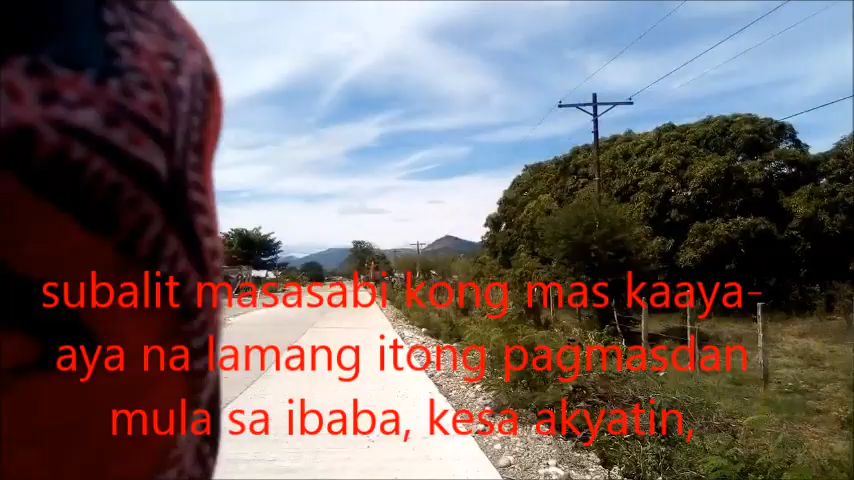 subalit masasabi kong mas kaaya-
aya na lamang itong pagmasdan
mula sa ibaba, kesa akyatin,